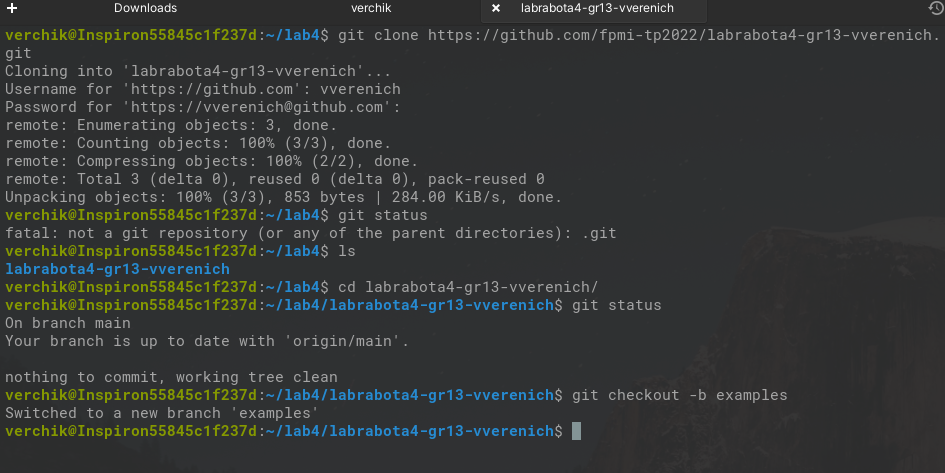 + Downloads verchik × labrabota4-gr13-vverenich
verchik@Inspiron55845c1f237d:~/lab4$ git clone https://github.com/fpmi-tp2022/labrabota4-gr13-vverenich.
git
Cloning into 'labrabota4-gr13-vverenich'...
Username for 'https://github.com': vverenich
Password for 'https://vverenich@github.com':
remote: Enumerating objects: 3, done.
remote: Counting objects: 100% (3/3), done.
remote: Compressing objects: 100% (2/2), done.
remote: Total 3 (delta 0), reused 0 (delta 0), pack-reused 0
Unpacking objects: 100% (3/3), 853 bytes | 284.00 KiB/s, done.
verchik@Inspiron55845c1f237d:~/lab4$ git status
fatal: not a git repository (or any of the parent directories): .git
verchik@Inspiron55845c1f237d:~/lab4$ ls
labrabota4-gr13-vverenich
verchik@Inspiron55845c1f237d:~/lab4$ cd labrabota4-gr13-vverenich/
verchik@Inspiron55845c1f237d:~/lab4/labrabota4-gr13-vverenich$ git status
On branch main
Your branch is up to date with 'origin/main'.
nothing to commit, working tree clean
verchik@Inspiron55845c1f237d:~/lab4/labrabota4-gr13-vverenich$ git checkout -b examples
Switched to a new branch 'examples'
verchik@Inspiron55845c1f237d:~/lab4/labrabota4-gr13-vverenich$